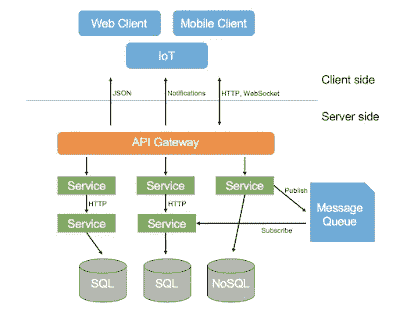 Web Client
Mobile Client
IoT
JSON
Notifications
HTTP, WebSocket
Client side
Server side
API Gateway
Service
Service
Service
HTTP
HTTP
Publish
Service
Service
Message
Queue
Subscribe
SQL
SQL
NoSQL